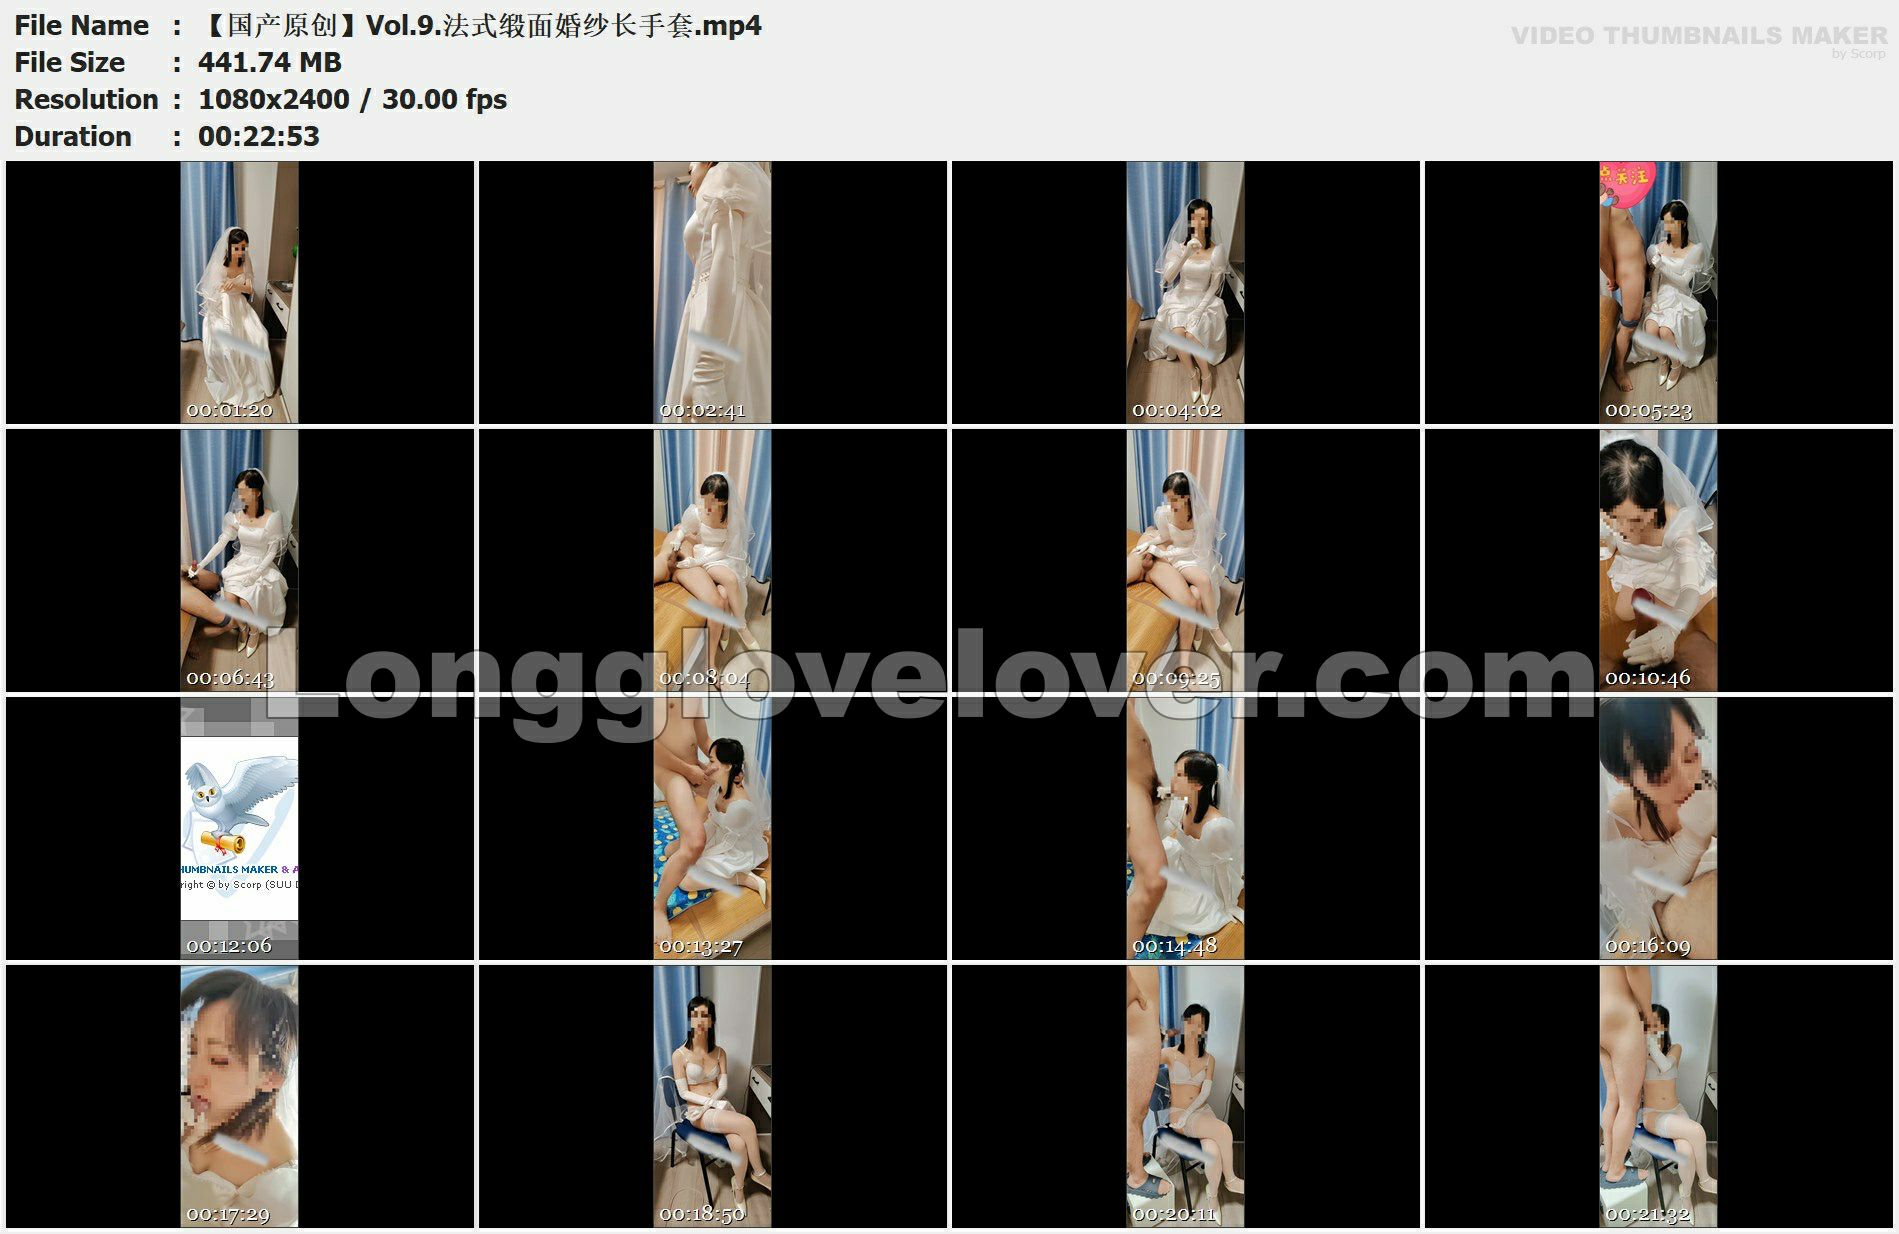 File Name : 【国产原创】Vol.9.法式缎面婚纱长手套.mp4
VIDEO THUMBNAILS MAKER
by Scorp
File Size : 441.74 MB
Resolution : 1080x2400 / 30.00 fps
Duration : 00:22:53
点关注
00:01:20
00:02:41
00:04:02
00:05:23
00:06:43
00:08:04
00:09:25
00:10:46
Longglovelover.com
HUMBNAILS MAKER & A
right © by Scorp (SUU D
00:12:06
00:13:27
00:14:48
00:16:09
00:17:29
00:18:50
00:20:11
00:21:32